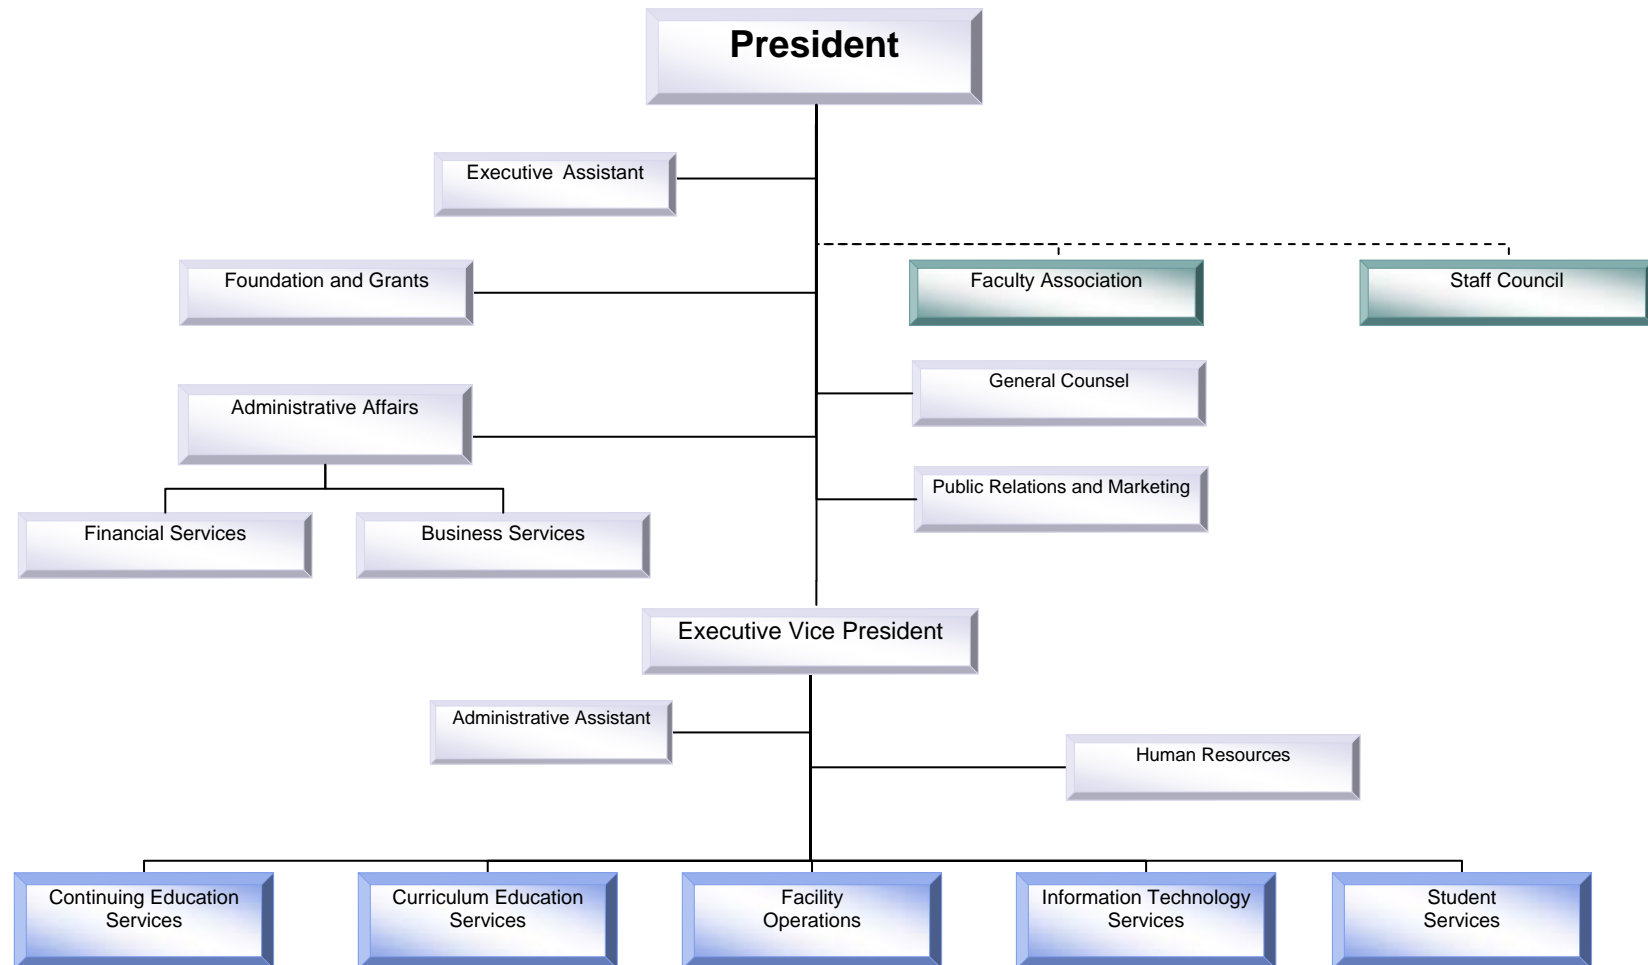 President
Executive Assistant
Foundation and Grants
Faculty Association
Staff Council
General Counsel
Administrative Affairs
Public Relations and Marketing
Financial Services
Business Services
Executive Vice President
Administrative Assistant
Human Resources
Continuing Education
Services
Curriculum Education
Services
Facility
Operations
Information Technology
Services
Student
Services